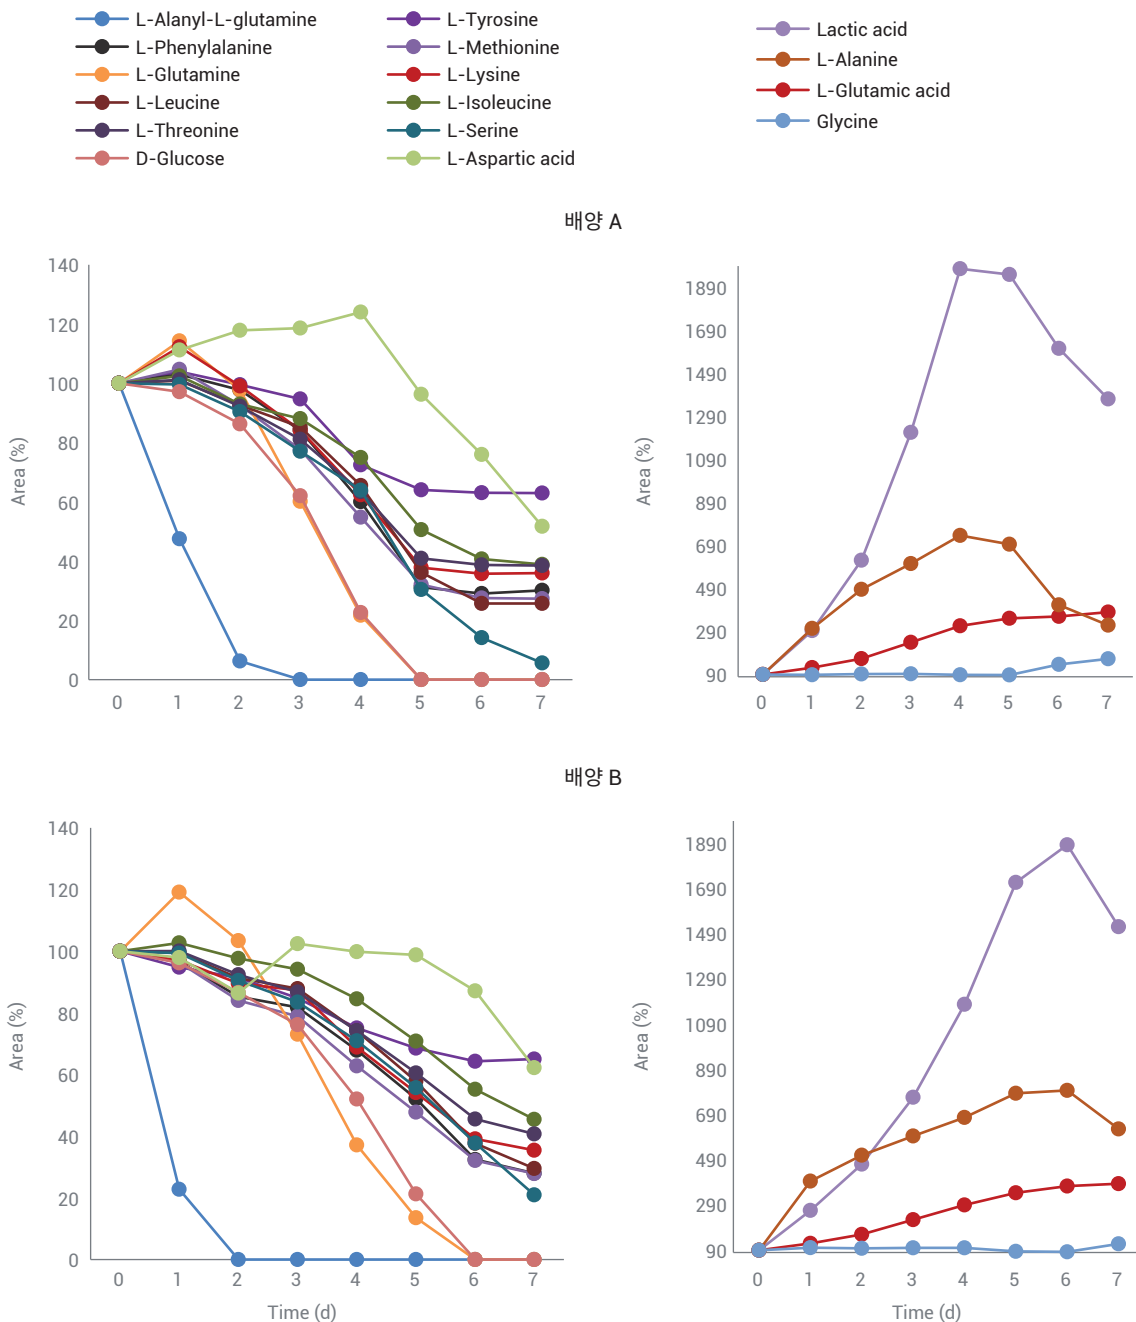 L-Alanyl-L-glutamine
L-Phenylalanine
L-Glutamine
L-Leucine
L-Threonine
D-Glucose
L-Tyrosine
L-Methionine
L-Lysine
L-Isoleucine
L-Serine
L-Aspartic acid
Lactic acid
L-Alanine
L-Glutamic acid
Glycine
배양 A
Area (%)
140
120
100
80
60
40
20
0
0 1 2 3 4 5 6 7
Area (%)
1890
1690
1490
1290
1090
890
690
490
290
90
0 1 2 3 4 5 6 7
배양 B
Area (%)
140
120
100
80
60
40
20
0
0 1 2 3 4 5 6 7
Time (d)
Area (%)
1890
1690
1490
1290
1090
890
690
490
290
90
0 1 2 3 4 5 6 7
Time (d)